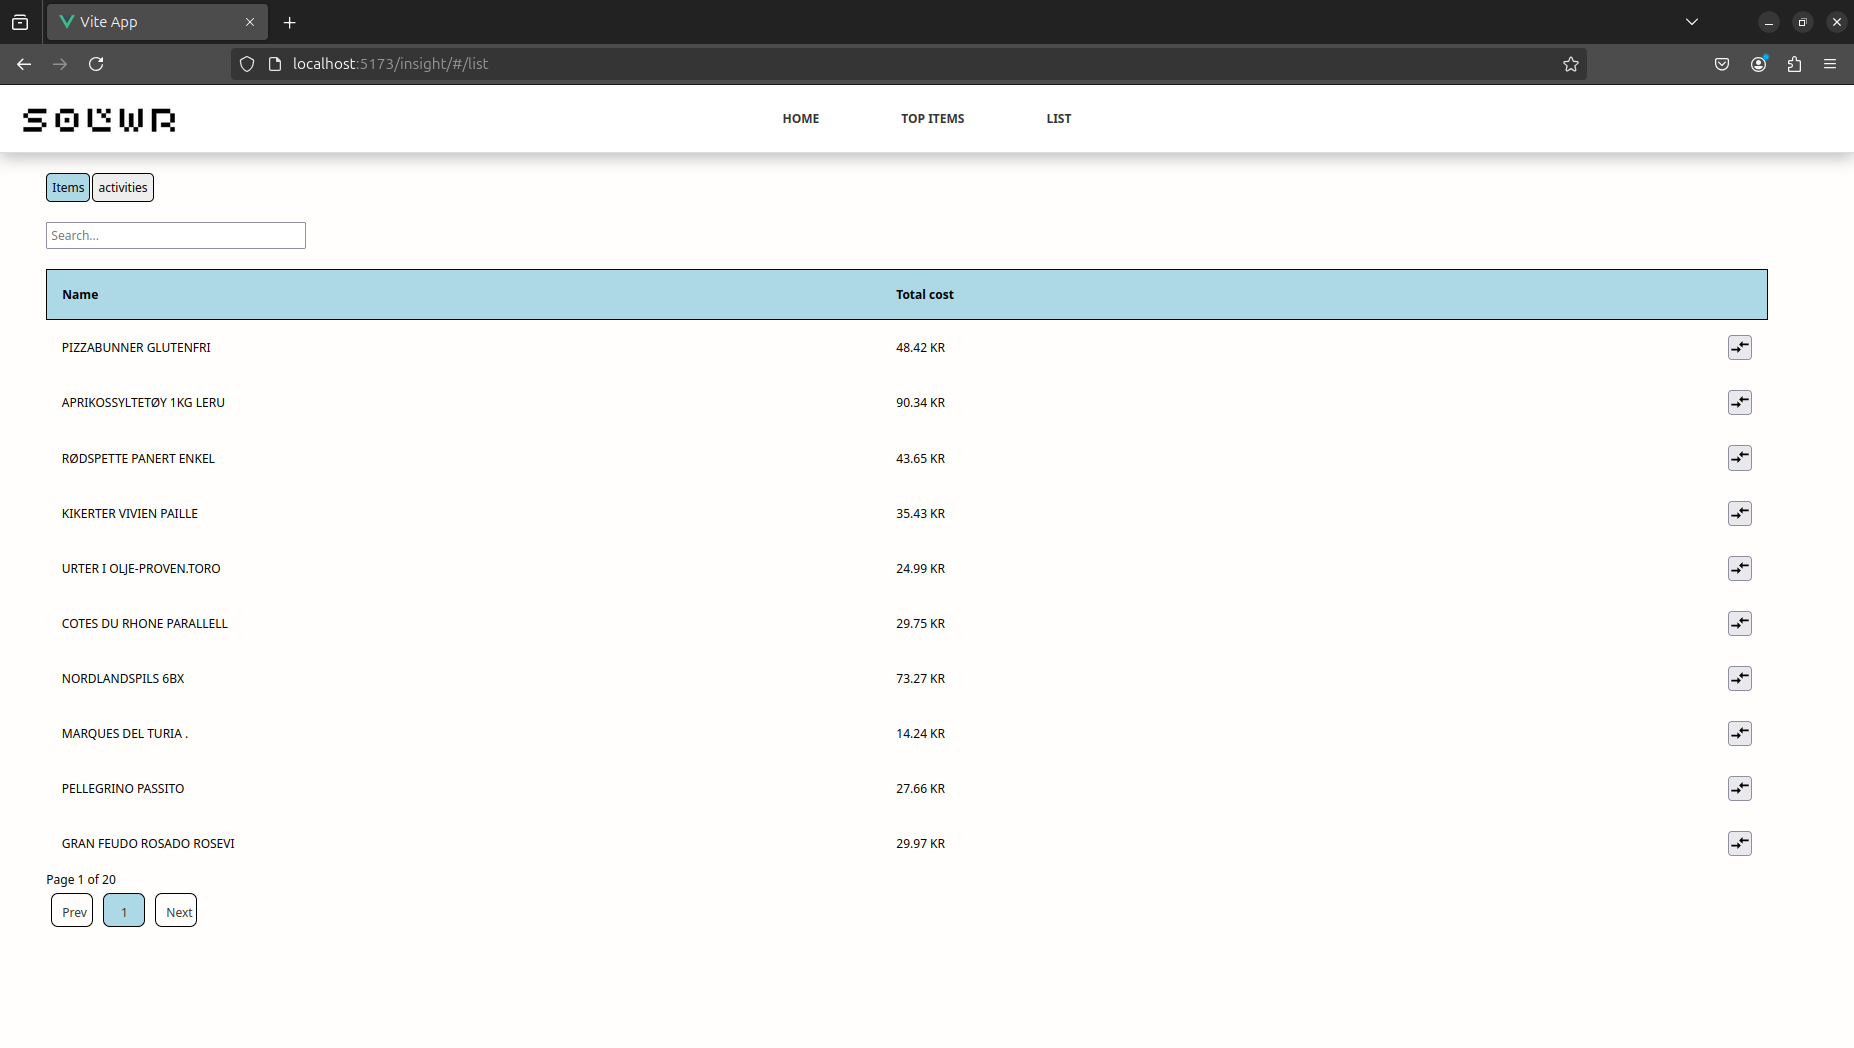 Vite App
localhost:5173/insight/#/list
SOLWR
HOME TOP ITEMS LIST
Items activities
Search...
Name Total cost
PIZZABUNNER GLUTENFRI 48.42 KR
APRIKOSSYLTETØY 1KG LERU 90.34 KR
RØDSPETTE PANERT ENKEL 43.65 KR
KIKERTER VIVIEN PAILLE 35.43 KR
URTER I OLJE-PROVEN.TORO 24.99 KR
COTES DU RHONE PARALLELL 29.75 KR
NORDLANDSPILS 6BX 73.27 KR
MARQUES DEL TURIA . 14.24 KR
PELLEGRINO PASSITO 27.66 KR
GRAN FEUDO ROSADO ROSEVI 29.97 KR
Page 1 of 20
Prev 1 Next